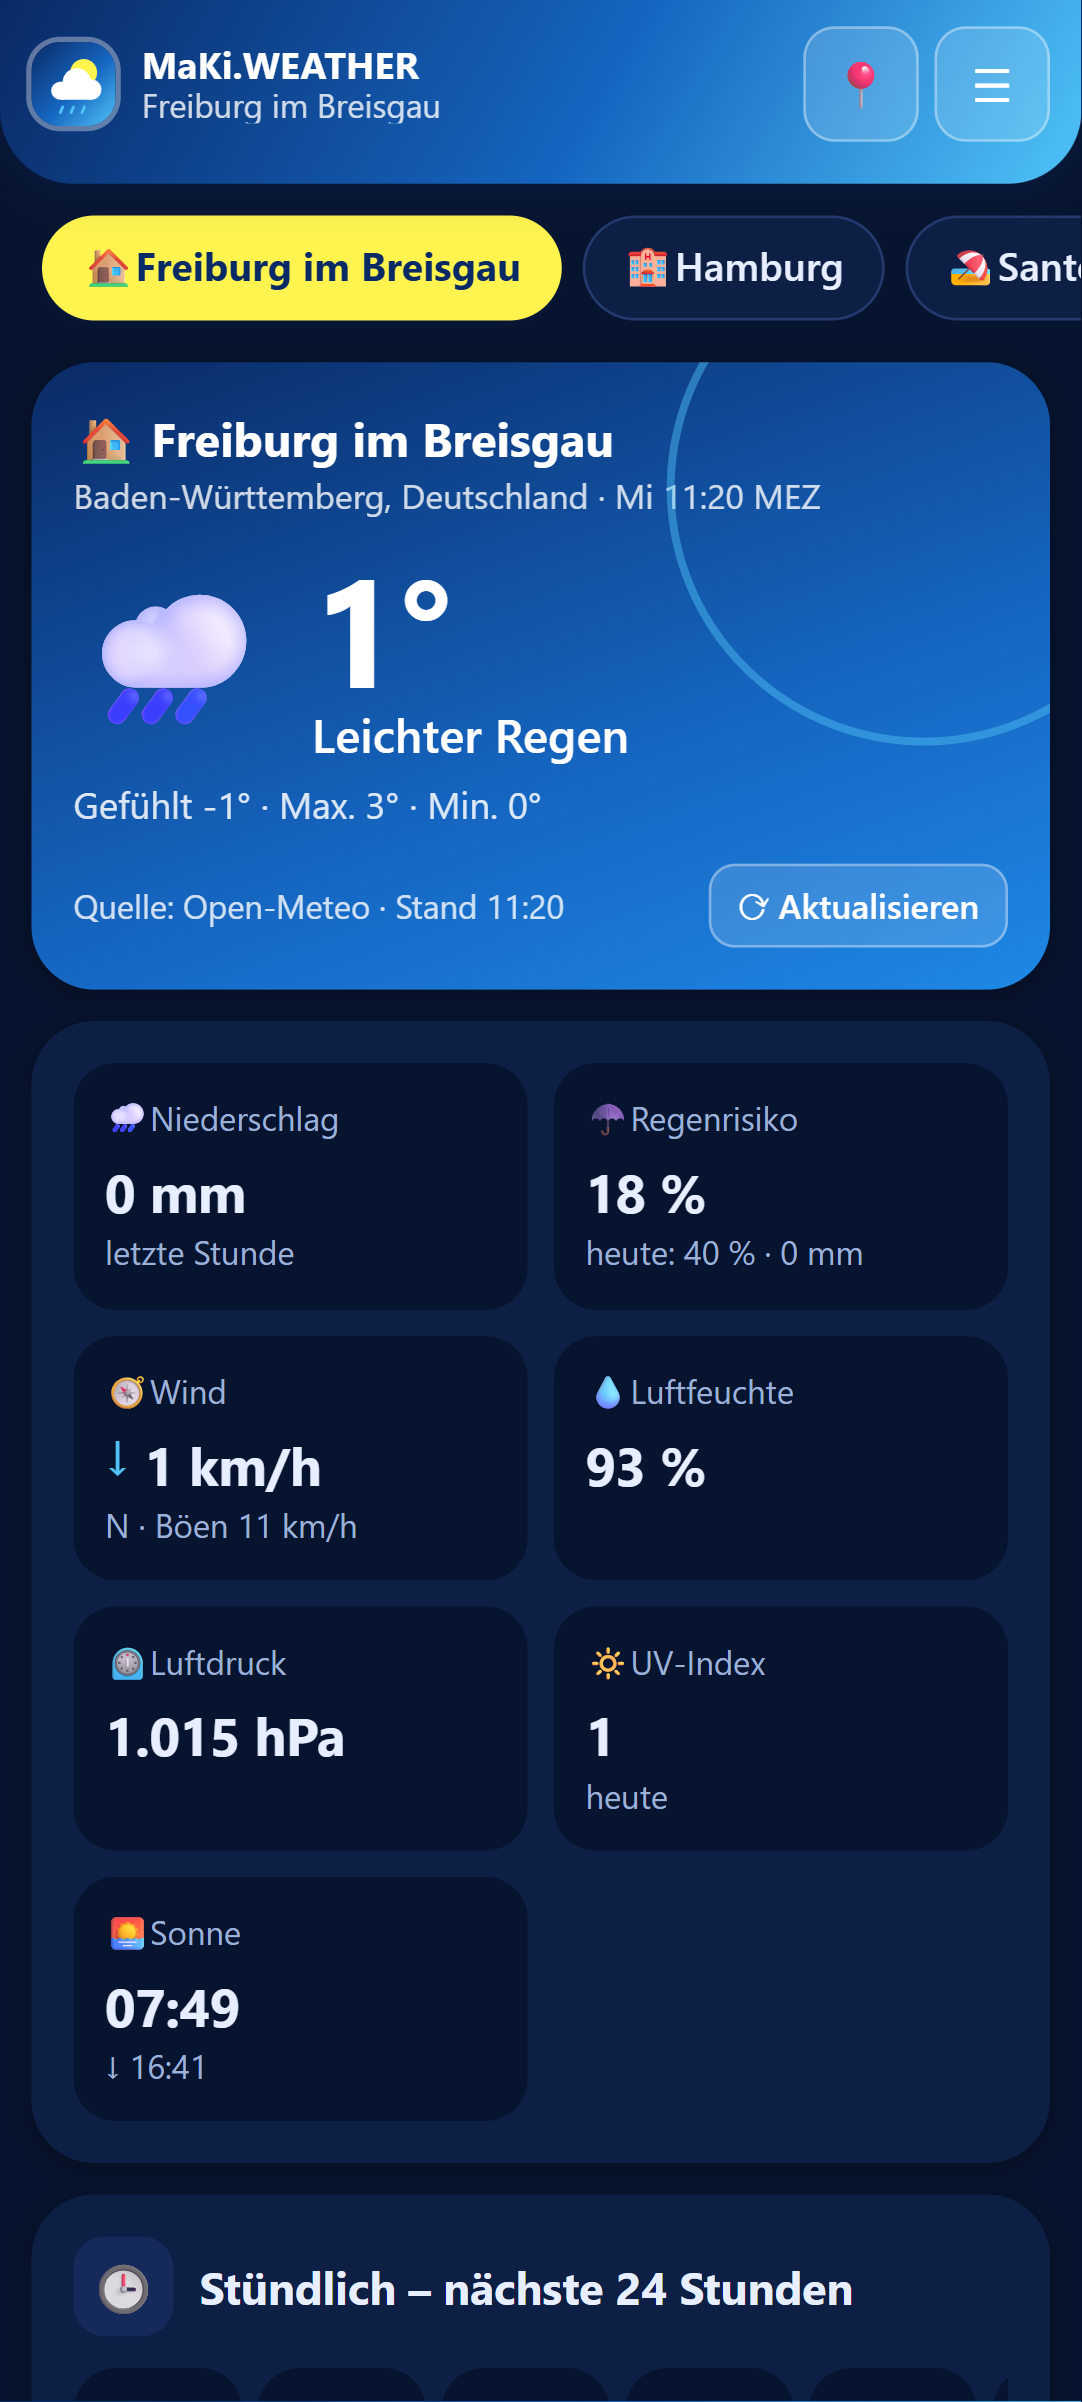 MaKi.WEATHER
Freiburg im Breisgau
Freiburg im Breisgau
Hamburg
Freiburg im Breisgau
Baden-Württemberg, Deutschland · Mi 11:20 MEZ
1°
Leichter Regen
Gefühlt -1° · Max. 3° · Min. 0°
Quelle: Open-Meteo · Stand 11:20
⟳ Aktualisieren
Niederschlag
0 mm
letzte Stunde
Regenrisiko
18 %
heute: 40 % · 0 mm
Wind
↓ 1 km/h
N · Böen 11 km/h
Luftfeuchte
93 %
Luftdruck
1.015 hPa
UV-Index
1
heute
Sonne
07:49
↓ 16:41
Stündlich – nächste 24 Stunden